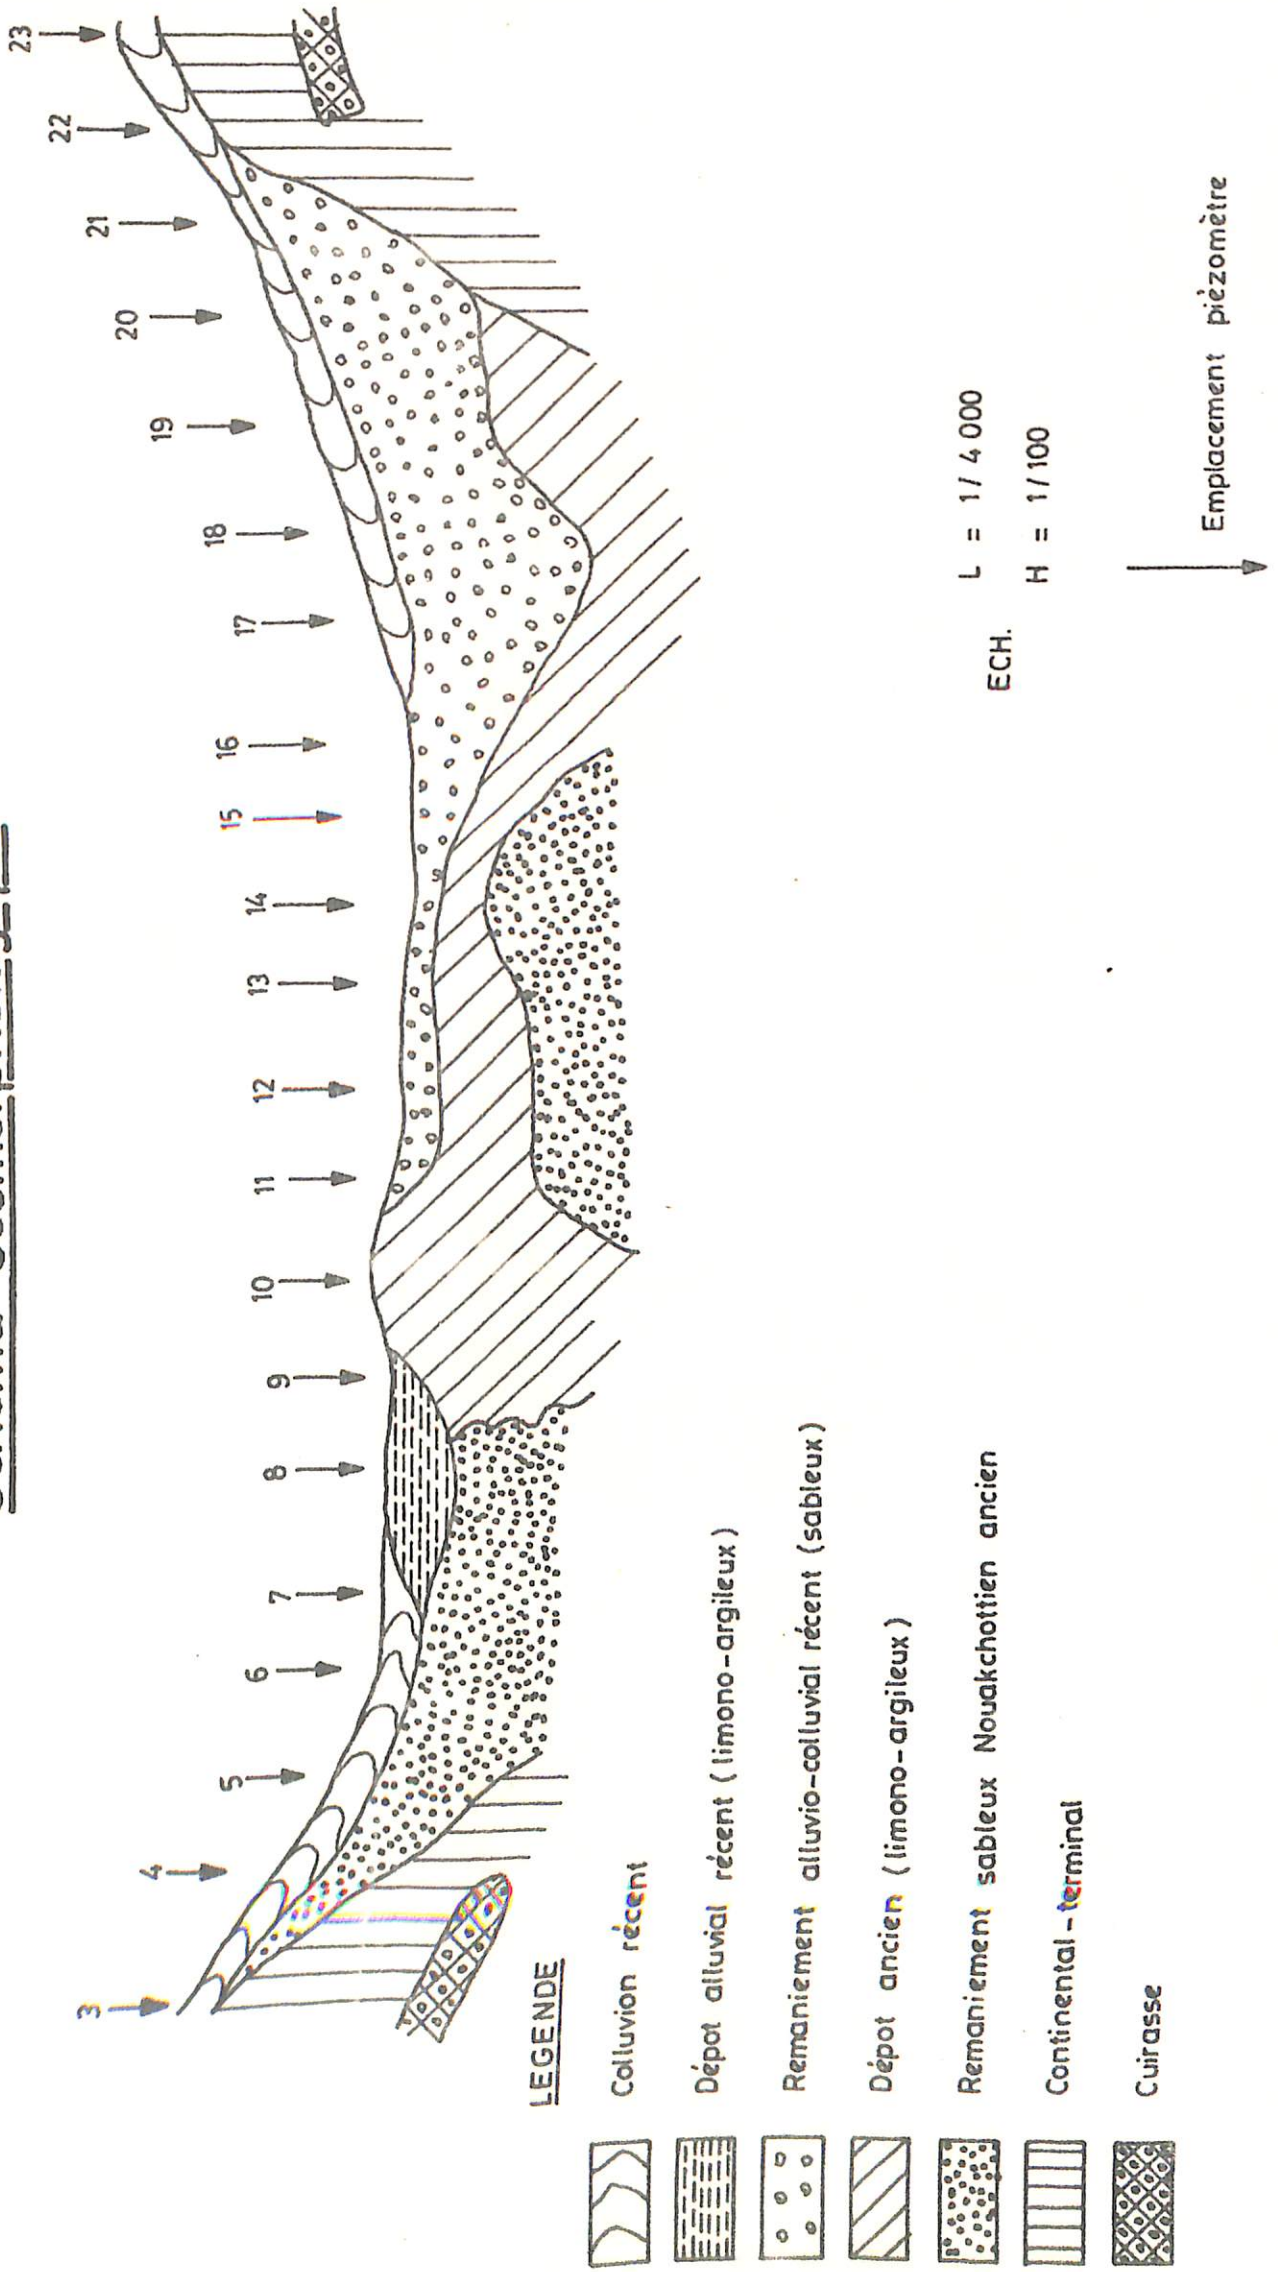 3
4
5
6
7
8
9
10
11
12
13
14
15
16
17
18
19
20
21
22
23
LEGENDE
Colluvion récent
Dépot alluvial récent (limono-argileux)
Remaniement alluvio-colluvial récent (sableux)
Dépot ancien (limono-argileux)
Remaniement sableux Nouakchottien ancien
Continental-terminal
Cuirasse
ECH.
L = 1/4 000
H = 1/100
Emplacement piézomètre